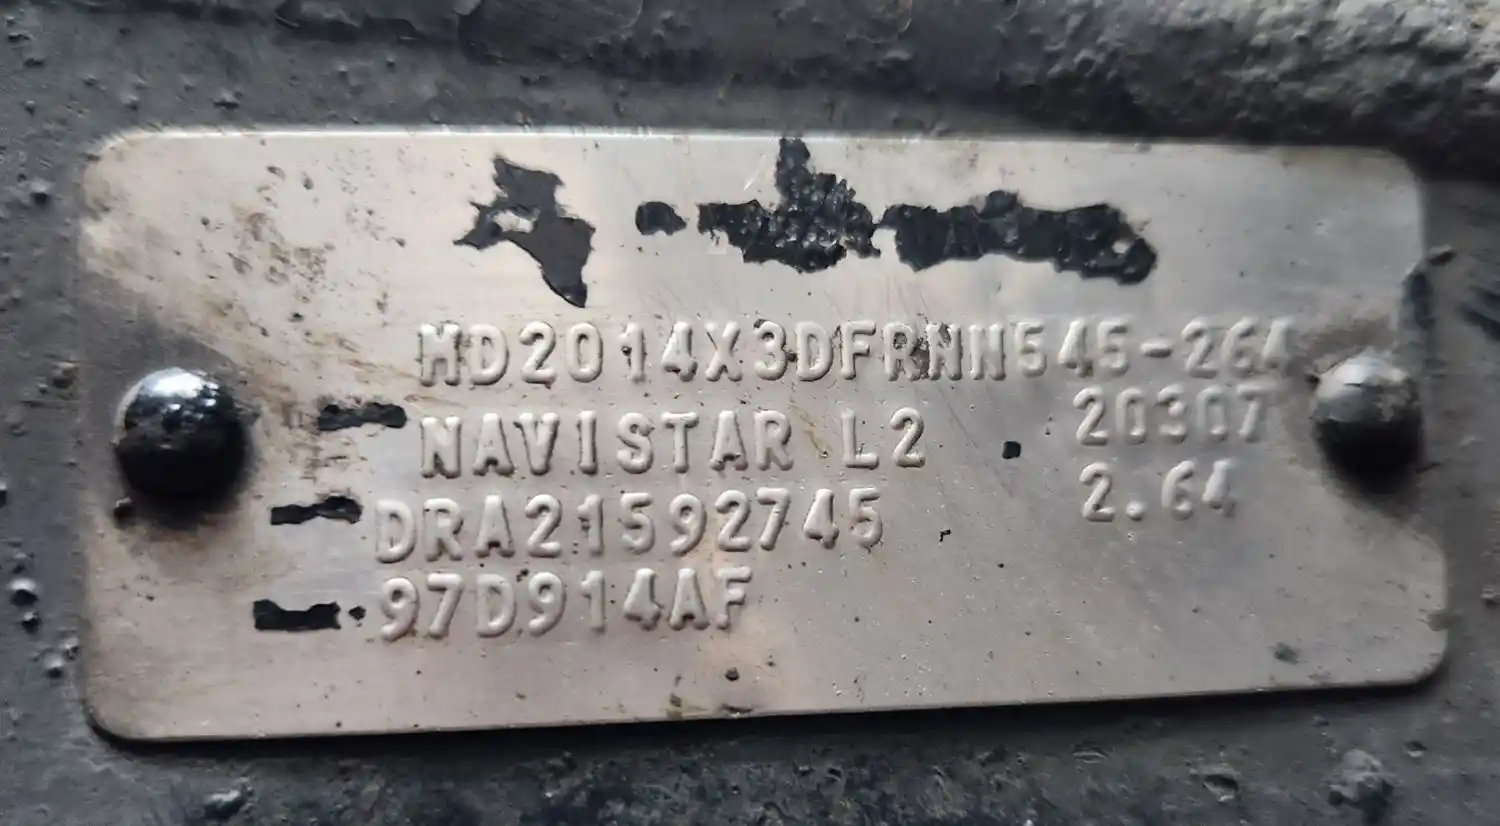 MD2014X3DFRNN545-264
NAVISTAR L2 20307
DRA21592745 2.64
97D914AF